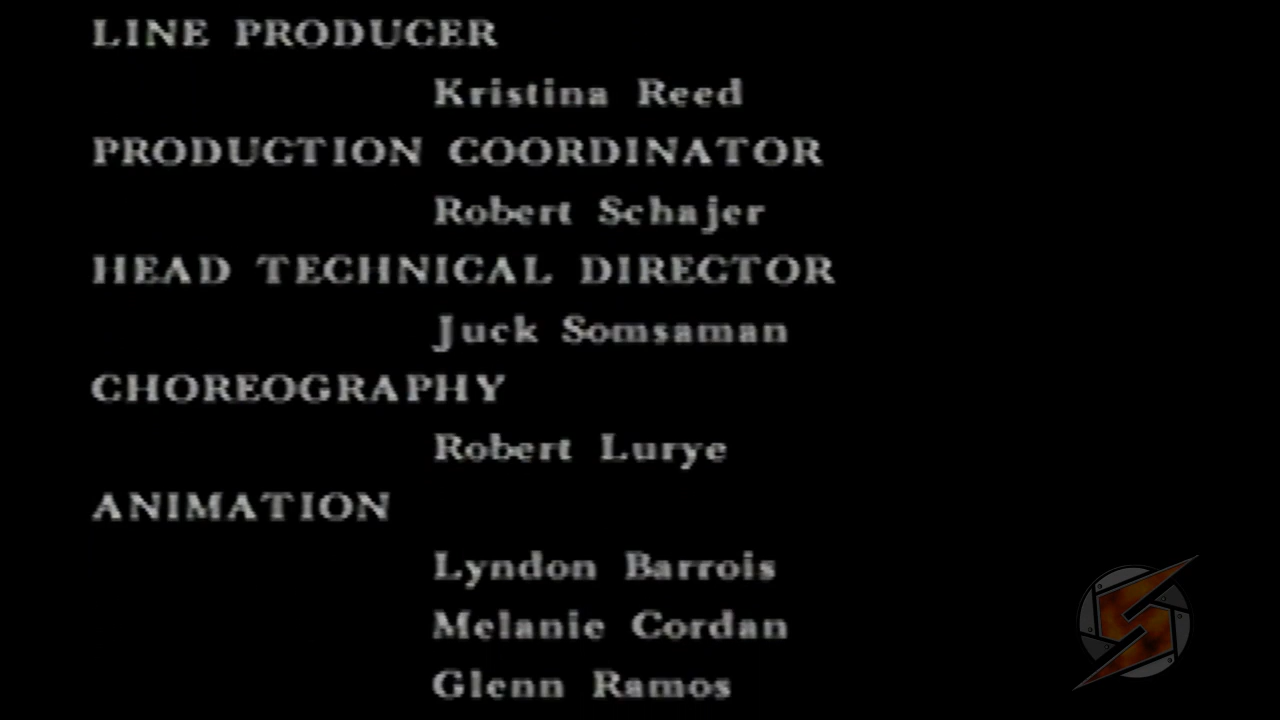 LINE PRODUCER
Kristina Reed
PRODUCTION COORDINATOR
Robert Schajer
HEAD TECHNICAL DIRECTOR
Juck Somsaman
CHOREOGRAPHY
Robert Lurye
ANIMATION
Lyndon Barrois
Melanie Cordan
Glenn Ramos